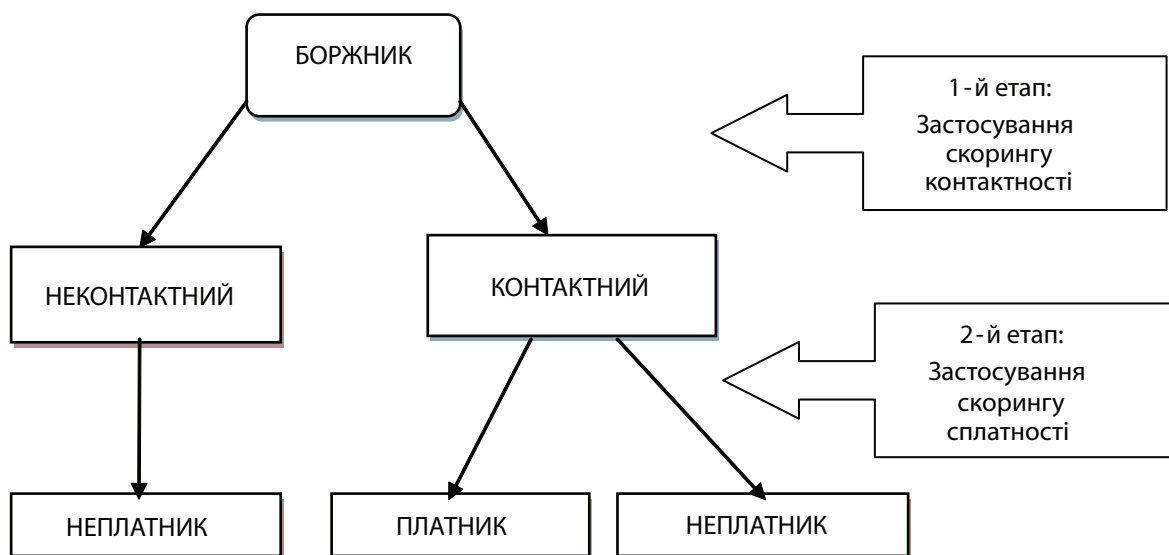 БОРЖНИК
1-й етап:
Застосування
скорингу
контактності
НЕКОНТАКТНИЙ
КОНТАКТНИЙ
2-й етап:
Застосування
скорингу
сплатності
НЕПЛАТНИК
ПЛАТНИК
НЕПЛАТНИК